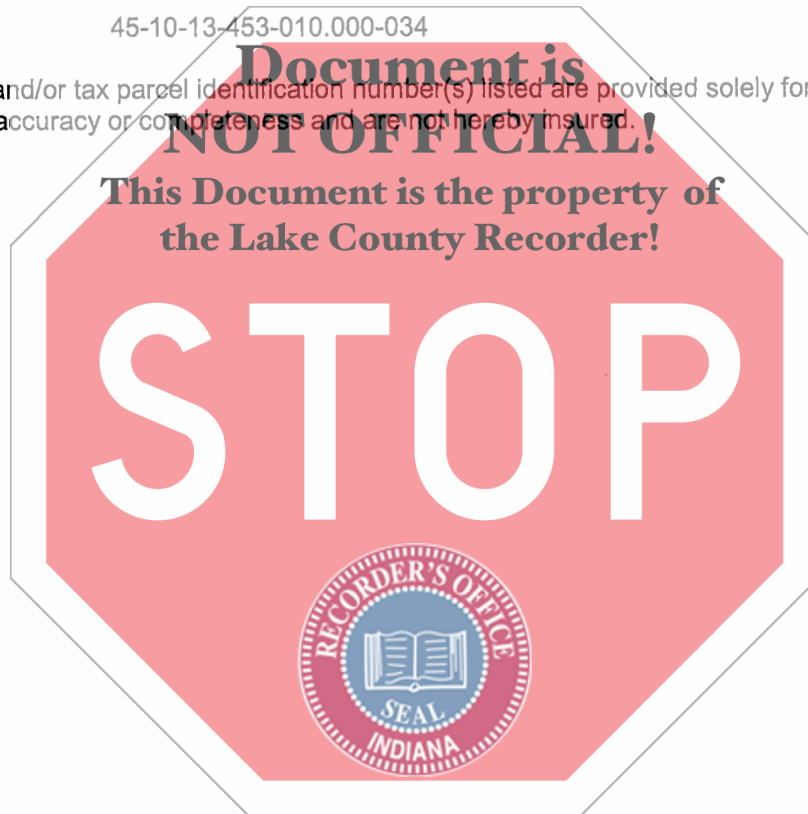 45-10-13-453-010.000-034
Document is
and/or tax parcel identification number(s) listed are provided solely for
accuracy or completeness and are not hereby insured.
NOT OFFICIAL!
This Document is the property of
the Lake County Recorder!
STOP
RECORDER'S OFFICE
SEAL
INDIANA